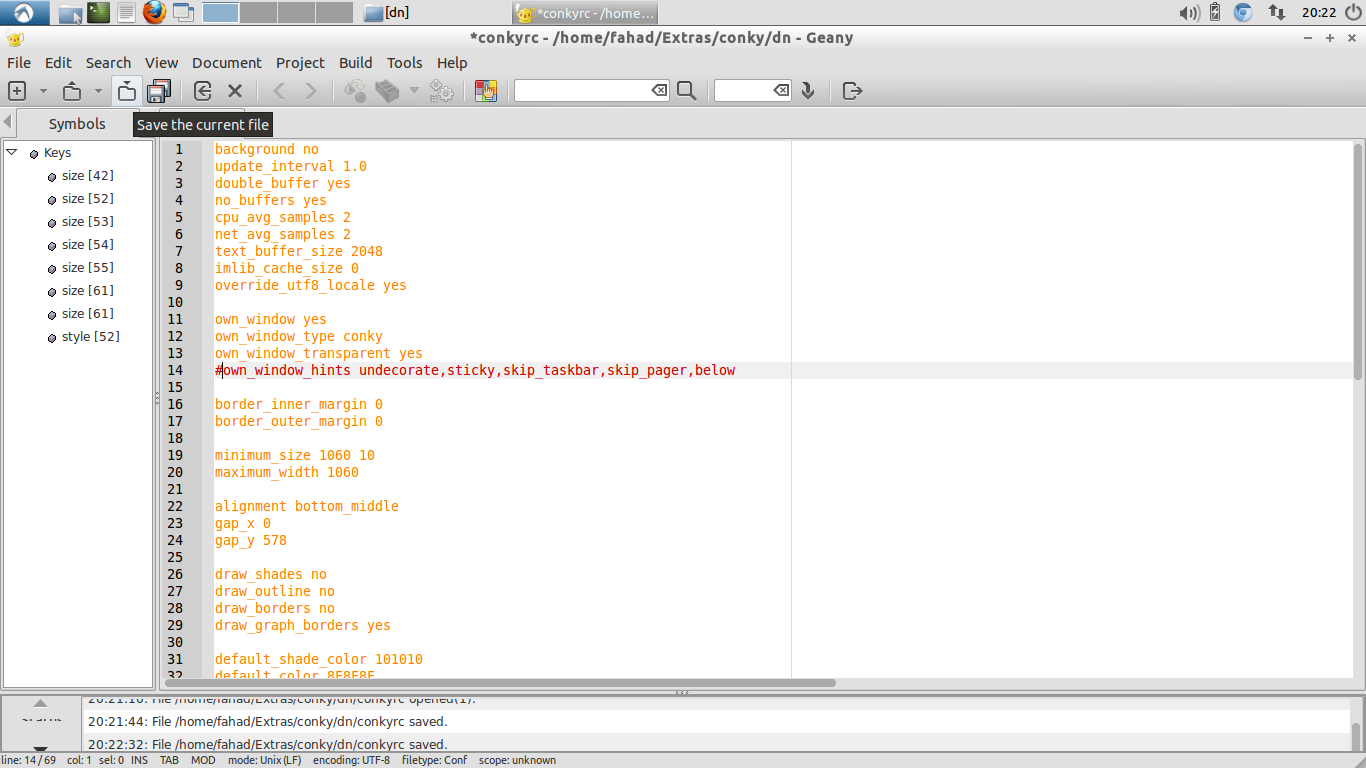 [dn]
*conkyrc - /home...
20:22
*conkyrc - /home/fahad/Extras/conky/dn - Geany
File Edit Search View Document Project Build Tools Help
Symbols
Save the current file
Keys
size [42]
size [52]
size [53]
size [54]
size [55]
size [61]
size [61]
style [52]
1 background no
2 update_interval 1.0
3 double_buffer yes
4 no_buffers yes
5 cpu_avg_samples 2
6 net_avg_samples 2
7 text_buffer_size 2048
8 imlib_cache_size 0
9 override_utf8_locale yes
10
11 own_window yes
12 own_window_type conky
13 own_window_transparent yes
14 #own_window_hints undecorate,sticky,skip_taskbar,skip_pager,below
15
16 border_inner_margin 0
17 border_outer_margin 0
18
19 minimum_size 1060 10
20 maximum_width 1060
21
22 alignment bottom_middle
23 gap_x 0
24 gap_y 578
25
26 draw_shades no
27 draw_outline no
28 draw_borders no
29 draw_graph_borders yes
30
31 default_shade_color 101010
32 default_color
20:21:10: File /home/fahad/Extras/conky/dn/conkyrc opened(1).
20:21:44: File /home/fahad/Extras/conky/dn/conkyrc saved.
20:22:32: File /home/fahad/Extras/conky/dn/conkyrc saved.
line: 14 / 69 col: 1 sel: 0 INS TAB MOD mode: Unix (LF) encoding: UTF-8 filetype: Conf scope: unknown